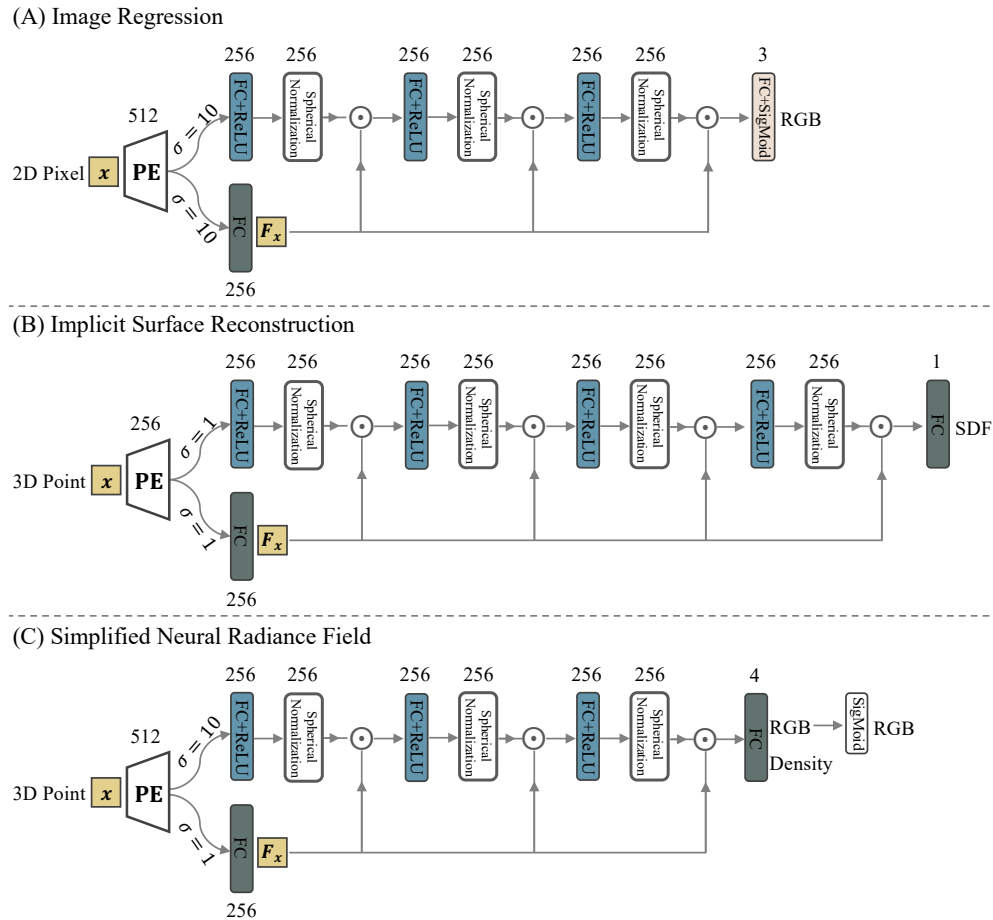 (A) Image Regression
256 256 256 256 256 256 3
512
σ = 10
FC+ReLU
Spherical Normalization
FC+ReLU
Spherical Normalization
FC+ReLU
Spherical Normalization
FC+SigMoid
RGB
2D Pixel x PE
σ = 10
FC
F_x
256
(B) Implicit Surface Reconstruction
256 256 256 256 256 256 256 256 1
256
σ = 1
FC+ReLU
Spherical Normalization
FC+ReLU
Spherical Normalization
FC+ReLU
Spherical Normalization
FC+ReLU
Spherical Normalization
FC
SDF
3D Point x PE
σ = 1
FC
F_x
256
(C) Simplified Neural Radiance Field
256 256 256 256 256 256 4
512
σ = 10
FC+ReLU
Spherical Normalization
FC+ReLU
Spherical Normalization
FC+ReLU
Spherical Normalization
FC
RGB
Density
SigMoid
RGB
3D Point x PE
σ = 1
FC
F_x
256